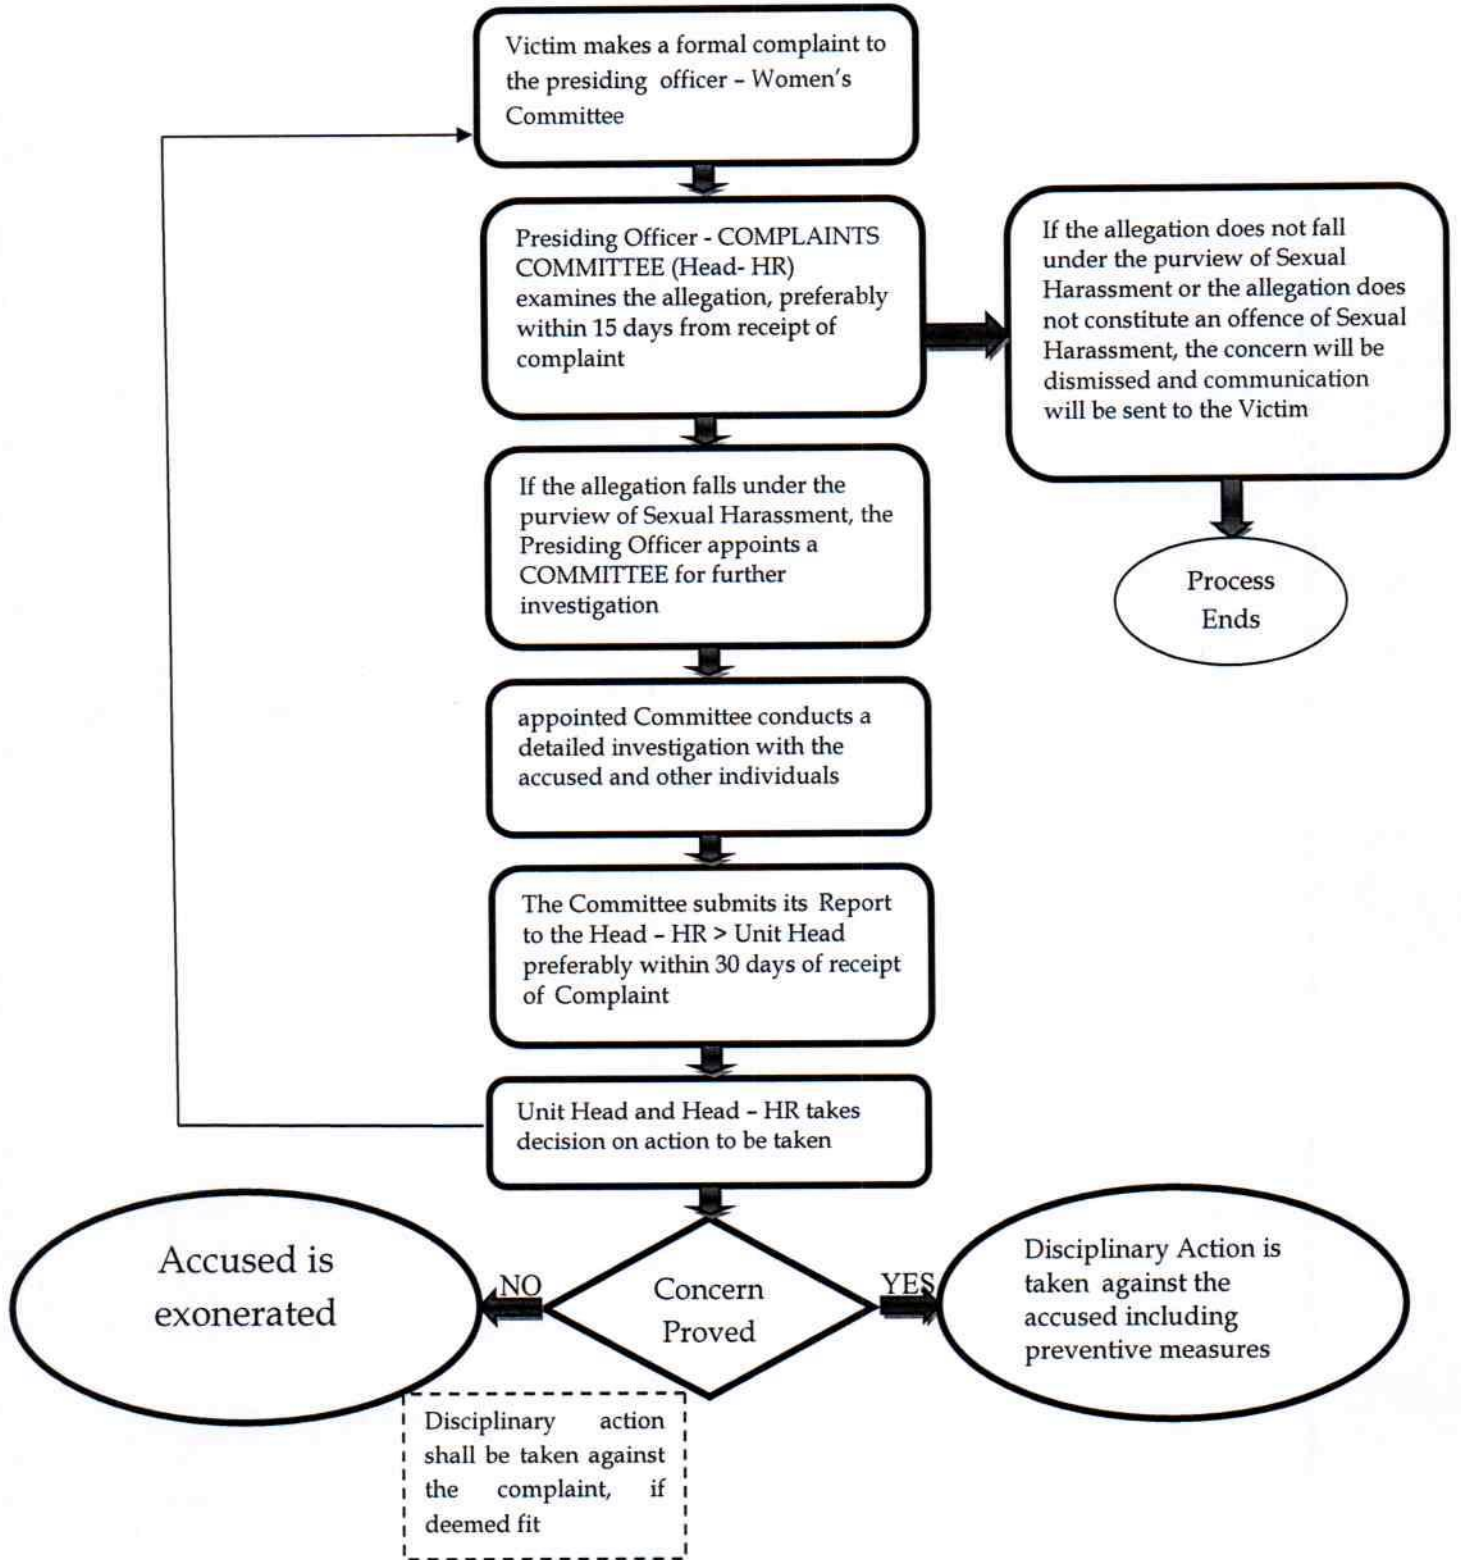 Victim makes a formal complaint to
the presiding officer – Women's
Committee
Presiding Officer - COMPLAINTS
COMMITTEE (Head- HR)
examines the allegation, preferably
within 15 days from receipt of
complaint
If the allegation does not fall
under the purview of Sexual
Harassment or the allegation does
not constitute an offence of Sexual
Harassment, the concern will be
dismissed and communication
will be sent to the Victim
If the allegation falls under the
purview of Sexual Harassment, the
Presiding Officer appoints a
COMMITTEE for further
investigation
Process
Ends
appointed Committee conducts a
detailed investigation with the
accused and other individuals
The Committee submits its Report
to the Head – HR > Unit Head
preferably within 30 days of receipt
of Complaint
Unit Head and Head – HR takes
decision on action to be taken
Accused is
exonerated
NO
Concern
Proved
YES
Disciplinary Action is
taken against the
accused including
preventive measures
Disciplinary action
shall be taken against
the complaint, if
deemed fit